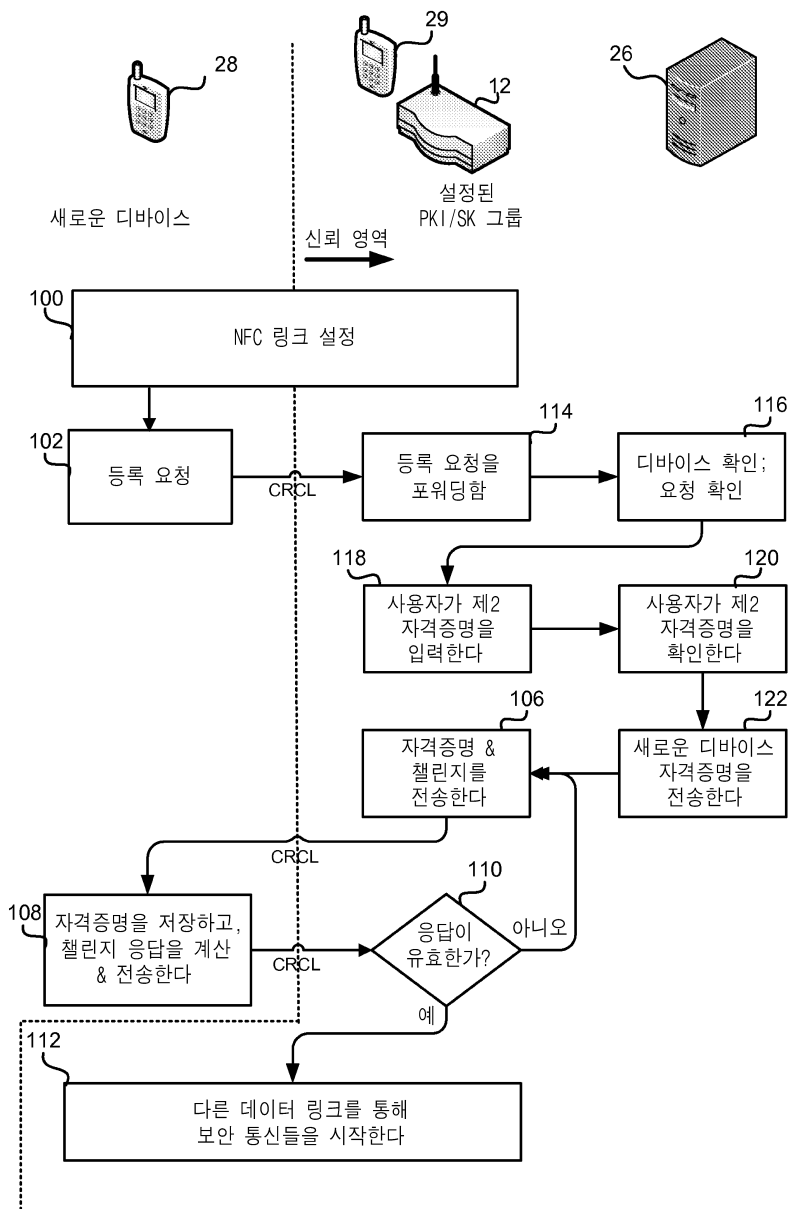 28
29
12
26
새로운 디바이스
설정된
PKI/SK 그룹
신뢰 영역
100
NFC 링크 설정
102
등록 요청
CRCL
114
등록 요청을
포워딩함
116
디바이스 확인;
요청 확인
118
사용자가 제2
자격증명을
입력한다
120
사용자가 제2
자격증명을
확인한다
106
자격증명 &
챌린지를
전송한다
122
새로운 디바이스
자격증명을
전송한다
CRCL
108
자격증명을 저장하고,
챌린지 응답을 계산
& 전송한다
CRCL
110
응답이
유효한가?
아니오
예
112
다른 데이터 링크를 통해
보안 통신들을 시작한다